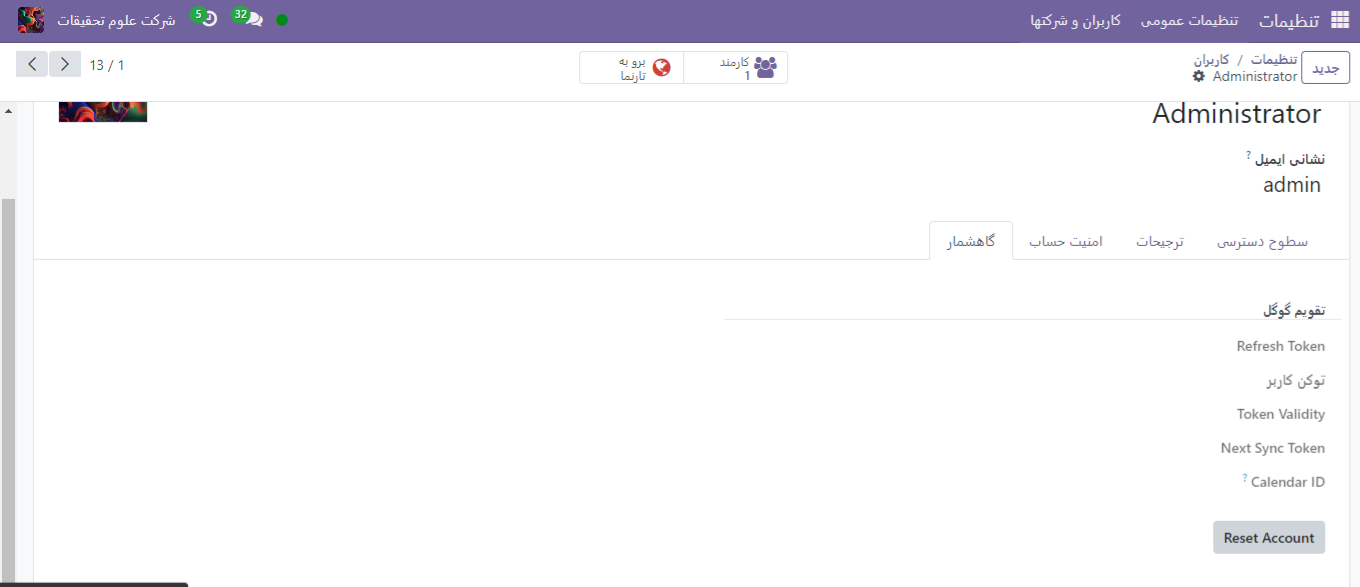 تنظیمات
تنظیمات عمومی
کاربران و شرکتها
32
5
شرکت علوم تحقیقات
جدید
تنظیمات / کاربران
Administrator
کارمند
1
برو به
تارنما
13 / 1
Administrator
نشانی ایمیل ?
admin
سطوح دسترسی
ترجیحات
امنیت حساب
گاهشمار
تقویم گوگل
Refresh Token
توکن کاربر
Token Validity
Next Sync Token
Calendar ID ?
Reset Account